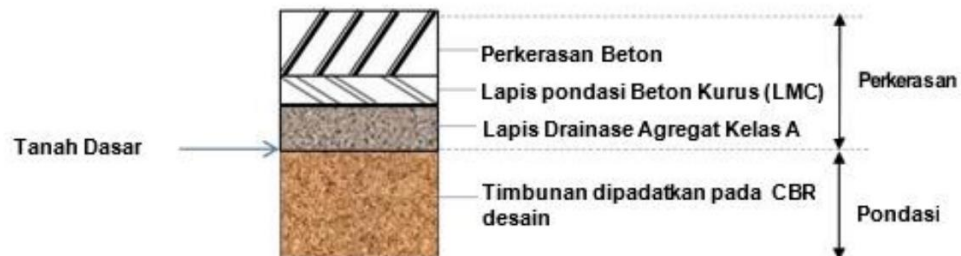 Perkerasan Beton
Perkerasan
Lapis pondasi Beton Kurus (LMC)
Lapis Drainase Agregat Kelas A
Tanah Dasar
Timbunan dipadatkan pada CBR
desain
Pondasi